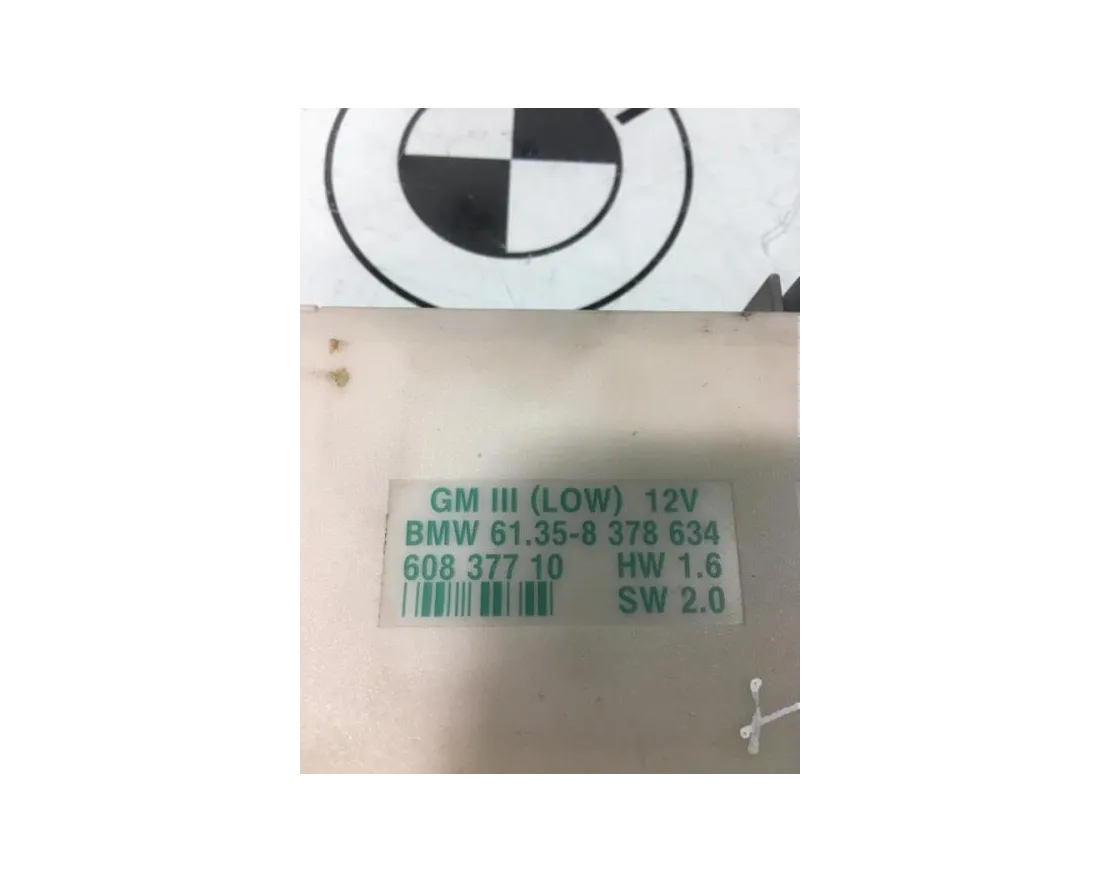 GM III (LOW) 12V
BMW 61.35-8 378 634
608 377 10 HW 1.6
SW 2.0